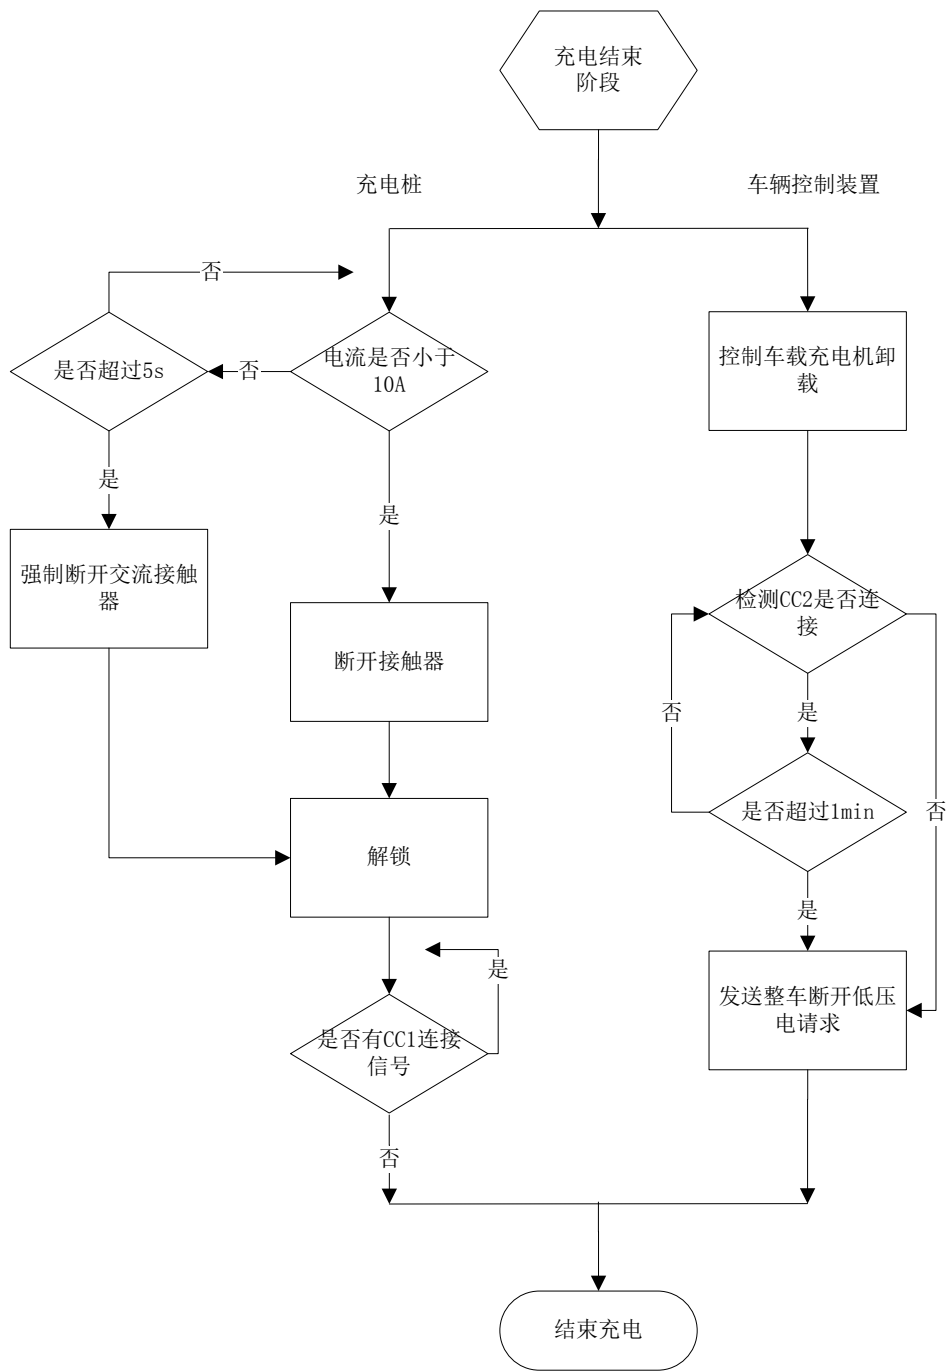 充电结束
阶段
充电桩
车辆控制装置
否
是否超过5s
否
电流是否小于
10A
控制车载充电机卸
载
是
是
强制断开交流接触
器
检测CC2是否连
接
断开接触器
否
是
是否超过1min
否
解锁
是
是
发送整车断开低压
电请求
是否有CC1连接
信号
否
结束充电